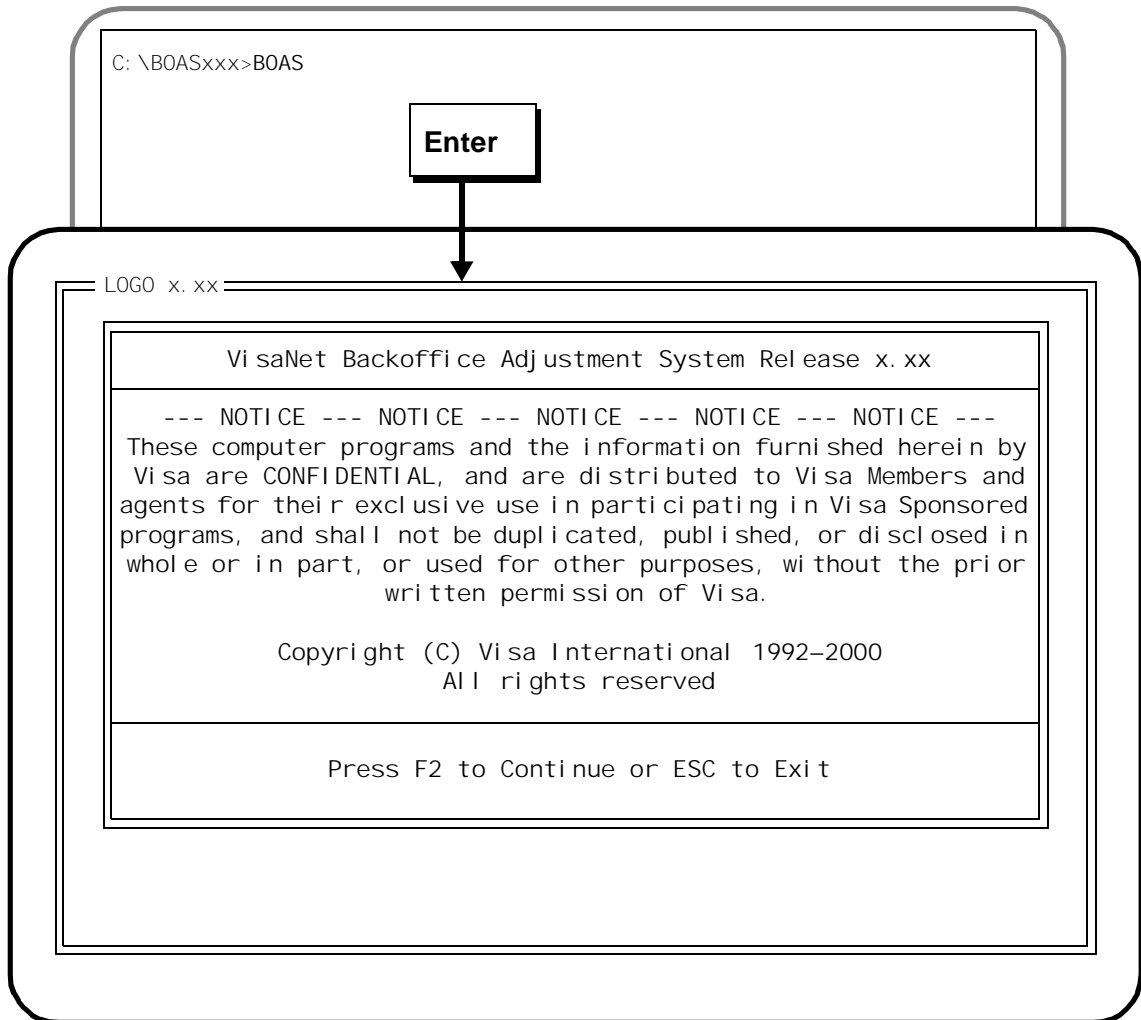 C:\BOASxxx>BOAS
Enter
LOGO x.xx
VisaNet Backoffice Adjustment System Release x.xx
--- NOTICE --- NOTICE --- NOTICE --- NOTICE --- NOTICE ---
These computer programs and the information furnished herein by
Visa are CONFIDENTIAL, and are distributed to Visa Members and
agents for their exclusive use in participating in Visa Sponsored
programs, and shall not be duplicated, published, or disclosed in
whole or in part, or used for other purposes, without the prior
written permission of Visa.
Copyright (C) Visa International 1992–2000
All rights reserved
Press F2 to Continue or ESC to Exit